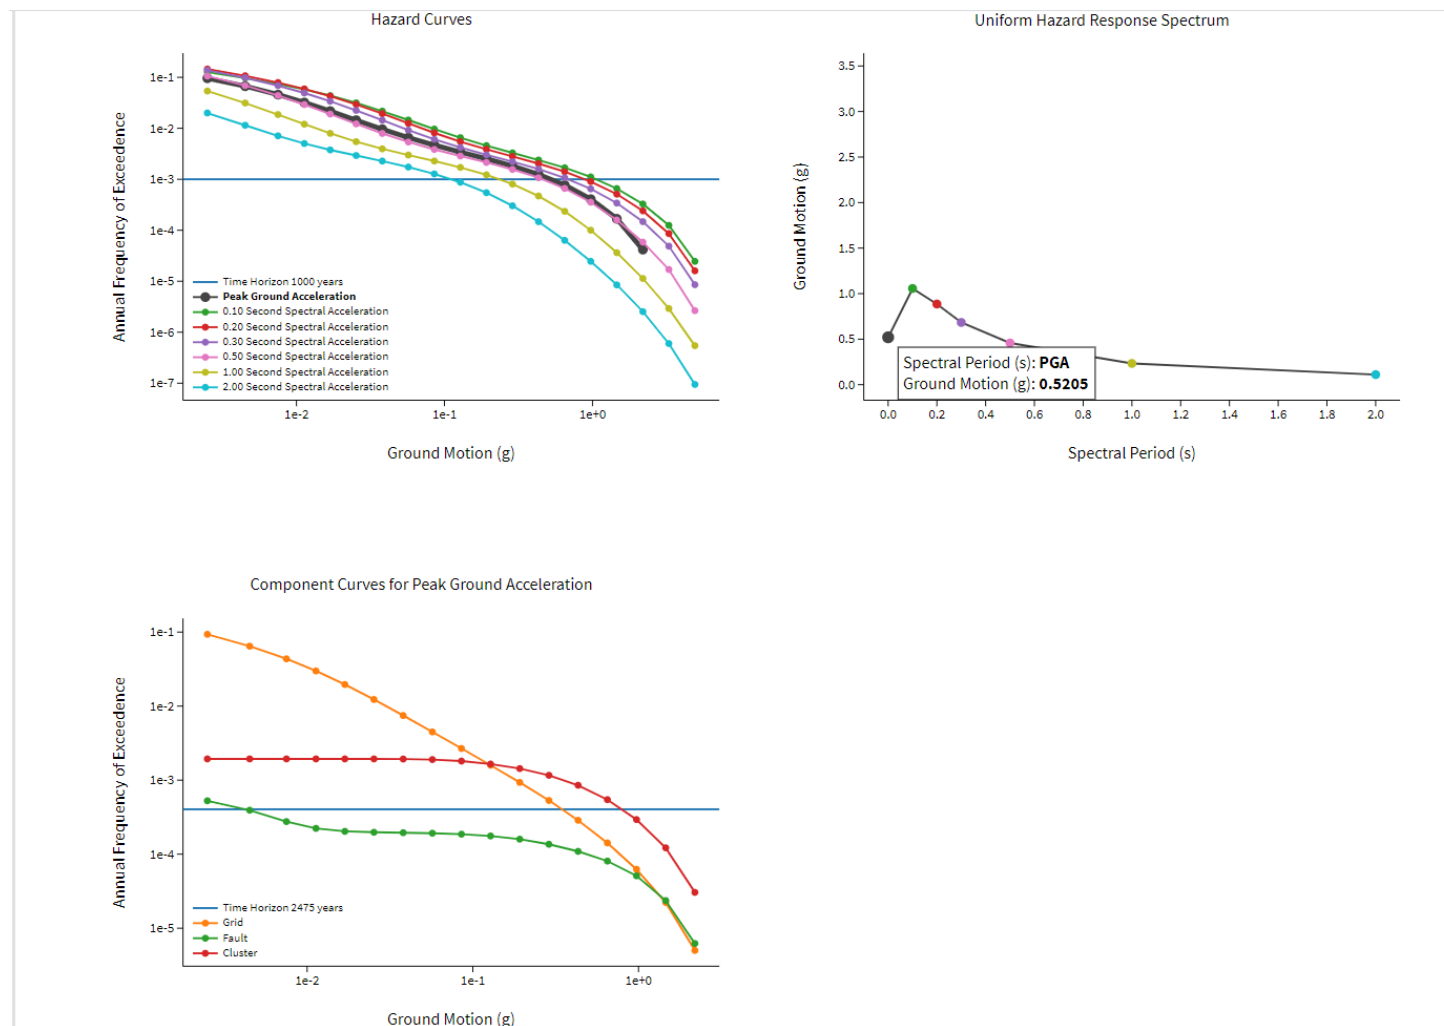 Hazard Curves
Annual Frequency of Exceedence
1e-1
1e-2
1e-3
1e-4
1e-5
1e-6
1e-7
Time Horizon 1000 years
Peak Ground Acceleration
0.10 Second Spectral Acceleration
0.20 Second Spectral Acceleration
0.30 Second Spectral Acceleration
0.50 Second Spectral Acceleration
1.00 Second Spectral Acceleration
2.00 Second Spectral Acceleration
1e-2 1e-1 1e+0
Ground Motion (g)
Uniform Hazard Response Spectrum
Ground Motion (g)
3.5
3.0
2.5
2.0
1.5
1.0
0.5
0.0
Spectral Period (s): PGA
Ground Motion (g): 0.5205
0.0 0.2 0.4 0.6 0.8 1.0 1.2 1.4 1.6 1.8 2.0
Spectral Period (s)
Component Curves for Peak Ground Acceleration
Annual Frequency of Exceedence
1e-1
1e-2
1e-3
1e-4
1e-5
Time Horizon 2475 years
Grid
Fault
Cluster
1e-2 1e-1 1e+0
Ground Motion (g)